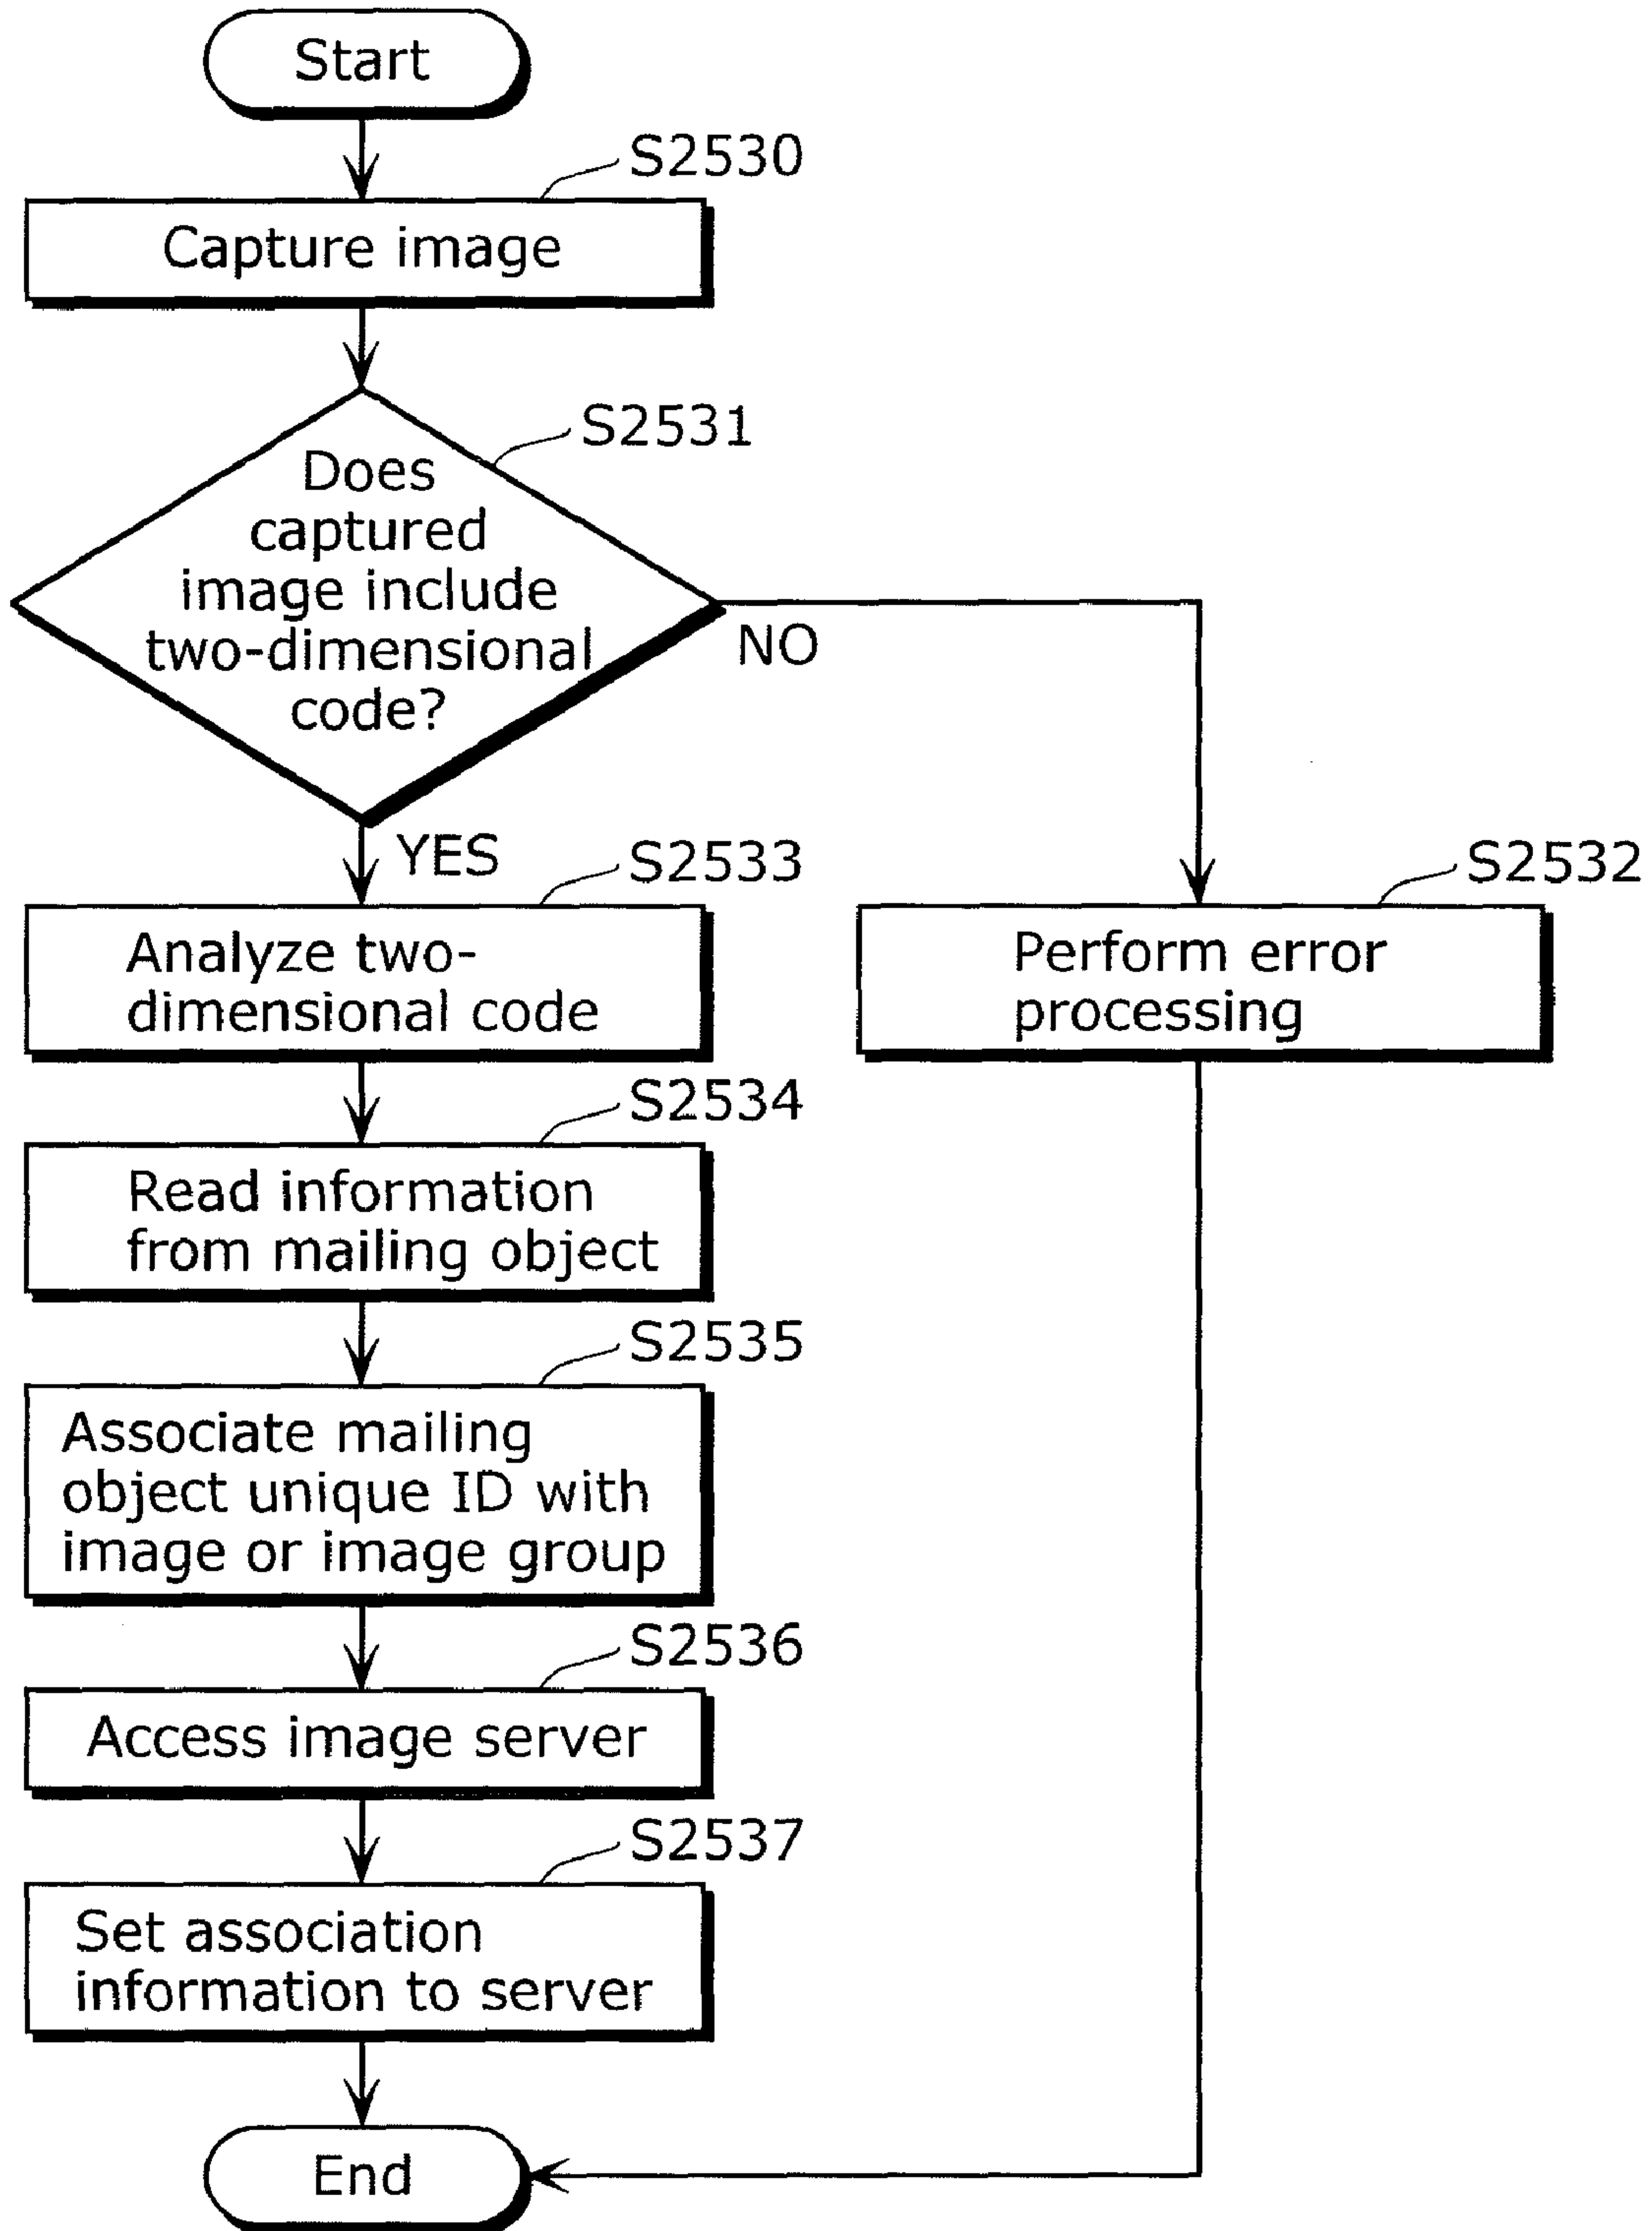 Start
S2530
Capture image
S2531
Does
captured
image include
two-dimensional
code?
NO
YES
S2533
S2532
Analyze two-
dimensional code
Perform error
processing
S2534
Read information
from mailing object
S2535
Associate mailing
object unique ID with
image or image group
S2536
Access image server
S2537
Set association
information to server
End